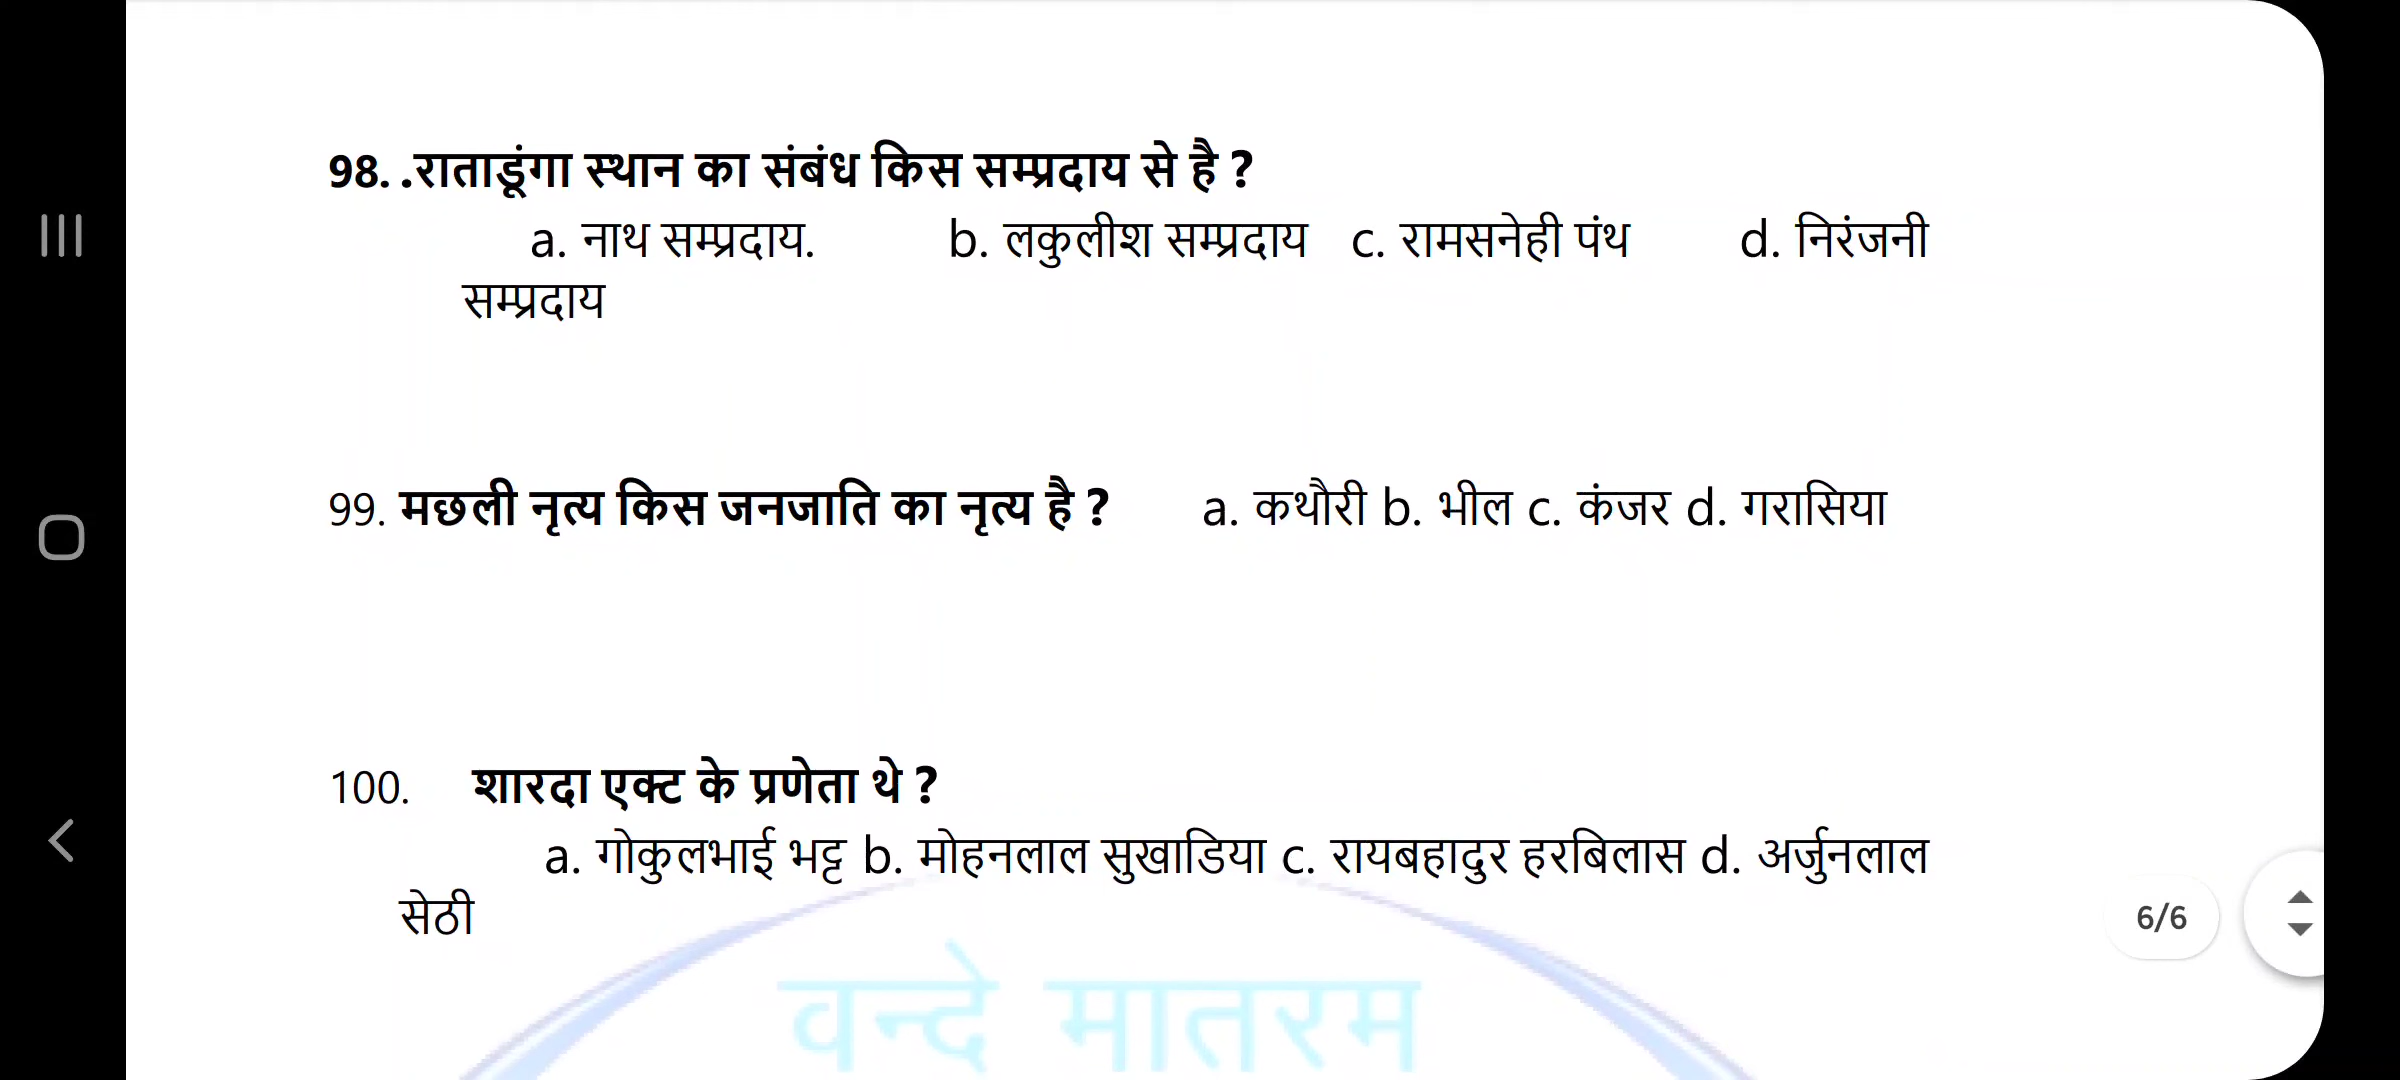 98. .राताडूंगा स्थान का संबंध किस सम्प्रदाय से है ?
a. नाथ सम्प्रदाय. b. लकुलीश सम्प्रदाय c. रामसनेही पंथ d. निरंजनी
सम्प्रदाय
99. मछली नृत्य किस जनजाति का नृत्य है ? a. कथौरी b. भील c. कंजर d. गरासिया
100. शारदा एक्ट के प्रणेता थे ?
a. गोकुलभाई भट्ट b. मोहनलाल सुखाडिया c. रायबहादुर हरबिलास d. अर्जुनलाल
सेठी
6/6
वन्दे मातरम